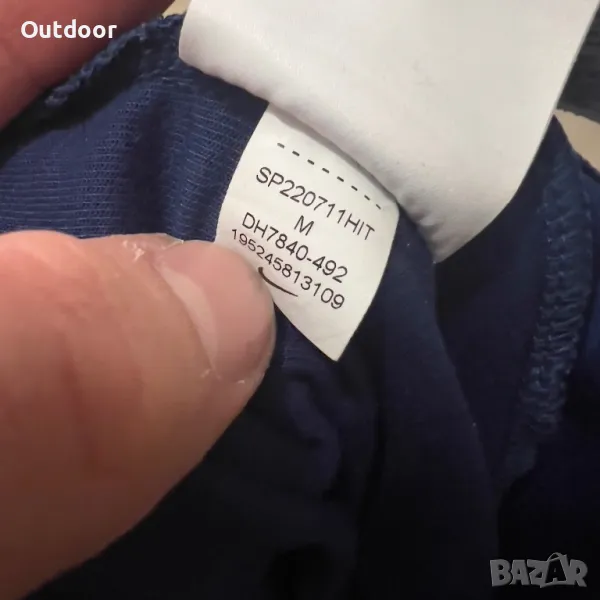 Outdoor
SP220711HIT
M
DH7840-492
195245813109
BAZAR